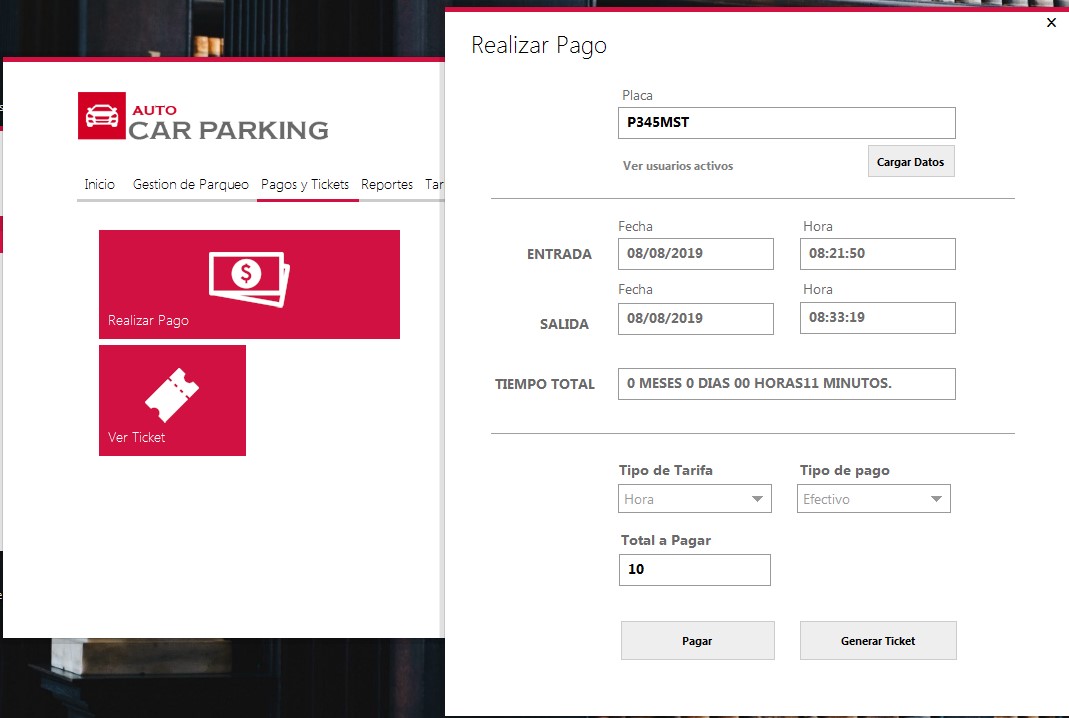 AUTO
CAR PARKING
Inicio Gestion de Parqueo Pagos y Tickets Reportes Tar
Realizar Pago
Ver Ticket
Realizar Pago
Placa
P345MST
Ver usuarios activos
Cargar Datos
Fecha Hora
ENTRADA 08/08/2019 08:21:50
Fecha Hora
SALIDA 08/08/2019 08:33:19
TIEMPO TOTAL 0 MESES 0 DIAS 00 HORAS11 MINUTOS.
Tipo de Tarifa Tipo de pago
Hora Efectivo
Total a Pagar
10
Pagar Generar Ticket